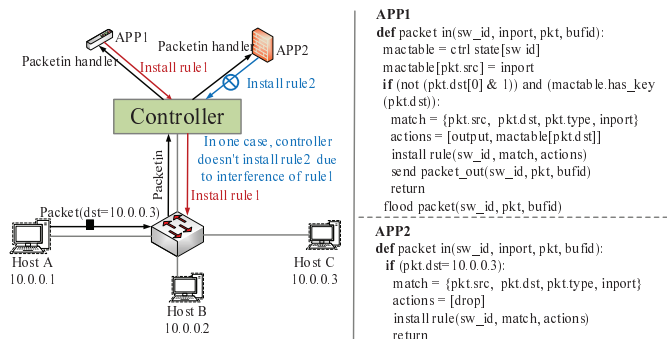 APP1
APP2
Packetin handler
Packetin handler
Install rule1
Install rule2
Controller
In one case, controller
doesn't install rule2 due
to interference of rule1
Packetin
Install rule1
Packet(dst=10.0.0.3)
Host A
10.0.0.1
Host B
10.0.0.2
Host C
10.0.0.3
APP1
def packet in(sw_id, inport, pkt, bufid):
mactable = ctrl state[sw id]
mactable[pkt.src] = inport
if (not (pkt.dst[0] & 1)) and (mactable.has_key
(pkt.dst)):
match = {pkt.src, pkt.dst, pkt.type, inport}
actions = [output, mactable[pkt.dst]]
install rule(sw_id, match, actions)
send packet_out(sw_id, pkt, bufid)
return
flood packet(sw_id, pkt, bufid)
APP2
def packet in(sw_id, inport, pkt, bufid):
if (pkt.dst=10.0.0.3):
match = {pkt.src, pkt.dst, pkt.type, inport}
actions = [drop]
install rule(sw_id, match, actions)
return